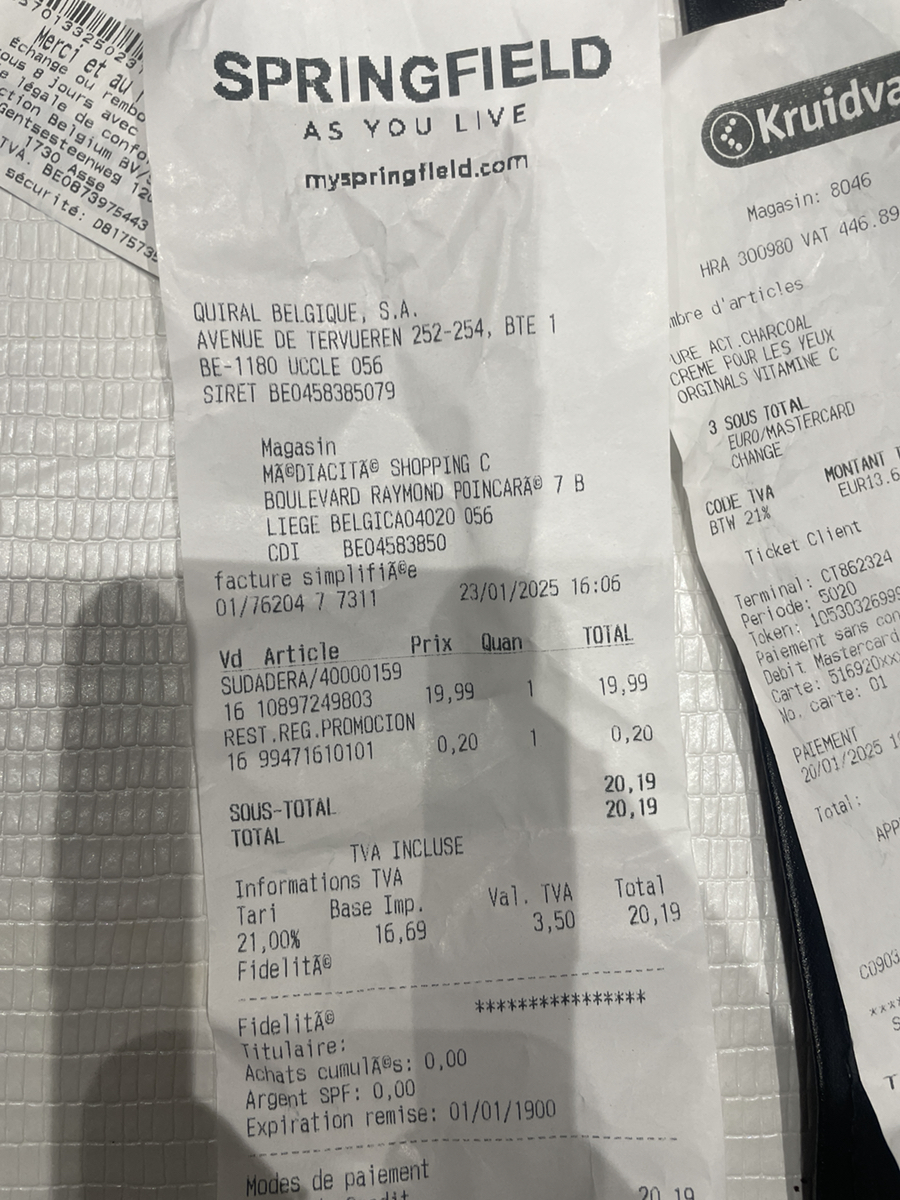 Merci et au
Échange ou rembo
ous 8 jours avec
légale de confo
ction Belgium BV/
Gentsesteenweg
1730 Asse
TVA. BE0873975443
sécurité:
SPRINGFIELD
AS YOU LIVE
myspringfield.com
QUIRAL BELGIQUE, S.A.
AVENUE DE TERVUEREN 252-254, BTE 1
BE-1180 UCCLE 056
SIRET BE0458385079
Magasin
MÃ©DIACITÃ© SHOPPING C
BOULEVARD RAYMOND POINCARÃ© 7 B
LIEGE BELGICA04020 056
CDI BE04583850
facture simplifiÃ©e
01/76204 7 7311 23/01/2025 16:06
Vd Article Prix Quan TOTAL
SUDADERA/40000159
16 10897249803 19,99 1 19,99
REST.REG.PROMOCION
16 99471610101 0,20 1 0,20
SOUS-TOTAL 20,19
TOTAL 20,19
TVA INCLUSE
Informations TVA
Tari Base Imp. Val. TVA Total
21,00% 16,69 3,50 20,19
FidelitÃ©
FidelitÃ© ****************
Titulaire:
Achats cumulÃ©s: 0,00
Argent SPF: 0,00
Expiration remise: 01/01/1900
Modes de paiement
20,19
Kruidva
Magasin: 8046
HRA 300980 VAT 446.89
mbre d'articles
URE ACT.CHARCOAL
CREME POUR LES YEUX
ORGINALS VITAMINE C
3 SOUS TOTAL
EURO/MASTERCARD
CHANGE
CODE TVA MONTANT
BTW 21% EUR13.6
Ticket Client
Terminal: CT862324
Periode: 5020
Token: 1053032699
Paiement sans con
Debit Mastercard
Carte: 516920xx
No. carte: 01
PAIEMENT
20/01/2025
Total:
APP
C0903